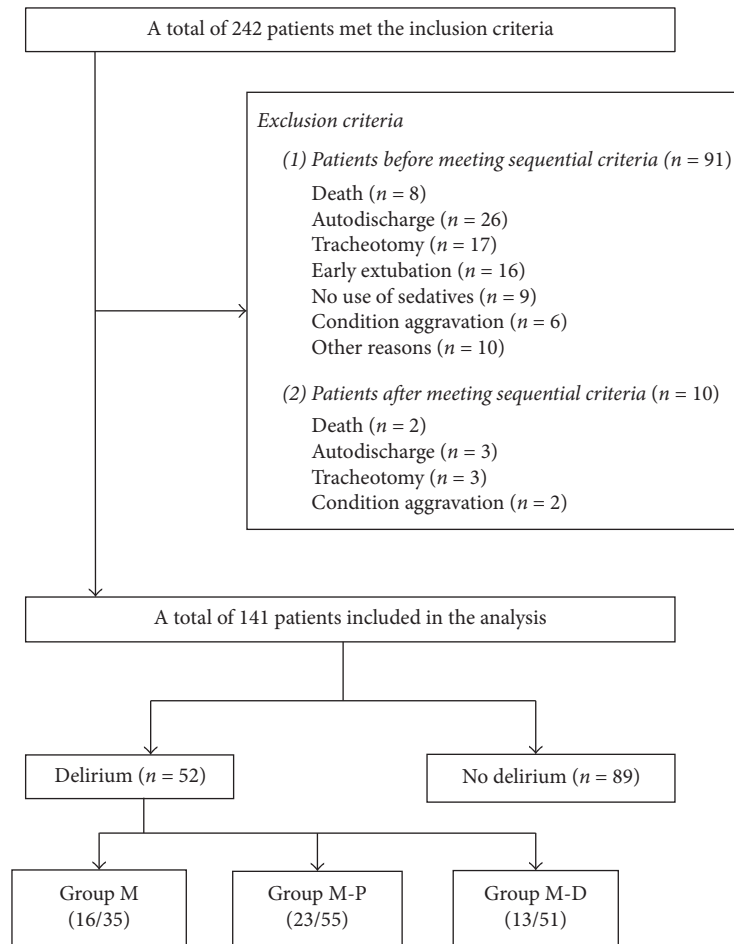 A total of 242 patients met the inclusion criteria
Exclusion criteria
(1) Patients before meeting sequential criteria (n = 91)
Death (n = 8)
Autodischarge (n = 26)
Tracheotomy (n = 17)
Early extubation (n = 16)
No use of sedatives (n = 9)
Condition aggravation (n = 6)
Other reasons (n = 10)
(2) Patients after meeting sequential criteria (n = 10)
Death (n = 2)
Autodischarge (n = 3)
Tracheotomy (n = 3)
Condition aggravation (n = 2)
A total of 141 patients included in the analysis
Delirium (n = 52)
No delirium (n = 89)
Group M
(16/35)
Group M-P
(23/55)
Group M-D
(13/51)